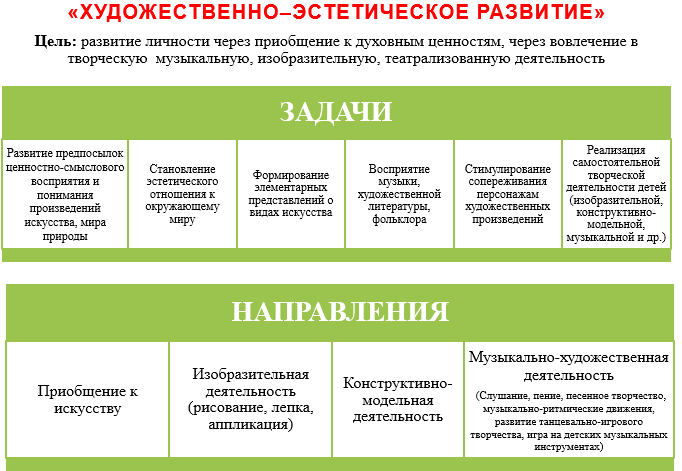 «ХУДОЖЕСТВЕННО–ЭСТЕТИЧЕСКОЕ РАЗВИТИЕ»
Цель: развитие личности через приобщение к духовным ценностям, через вовлечение в
творческую музыкальную, изобразительную, театрализованную деятельность
ЗАДАЧИ
Развитие предпосылок
ценностно-смыслового
восприятия и
понимания
произведений
искусства, мира
природы
Становление
эстетического
отношения к
окружающему
миру
Формирование
элементарных
представлений о
видах искусства
Восприятие
музыки,
художественной
литературы,
фольклора
Стимулирование
сопереживания
персонажам
художественных
произведений
Реализация
самостоятельной
творческой
деятельности детей
(изобразительной,
конструктивно-
модельной,
музыкальной и др.)
НАПРАВЛЕНИЯ
Приобщение к
искусству
Изобразительная
деятельность
(рисование, лепка,
аппликация)
Конструктивно-
модельная
деятельность
Музыкально-художественная
деятельность
(Слушание, пение, песенное творчество,
музыкально-ритмические движения,
развитие танцевально-игрового
творчества, игра на детских музыкальных
инструментах)